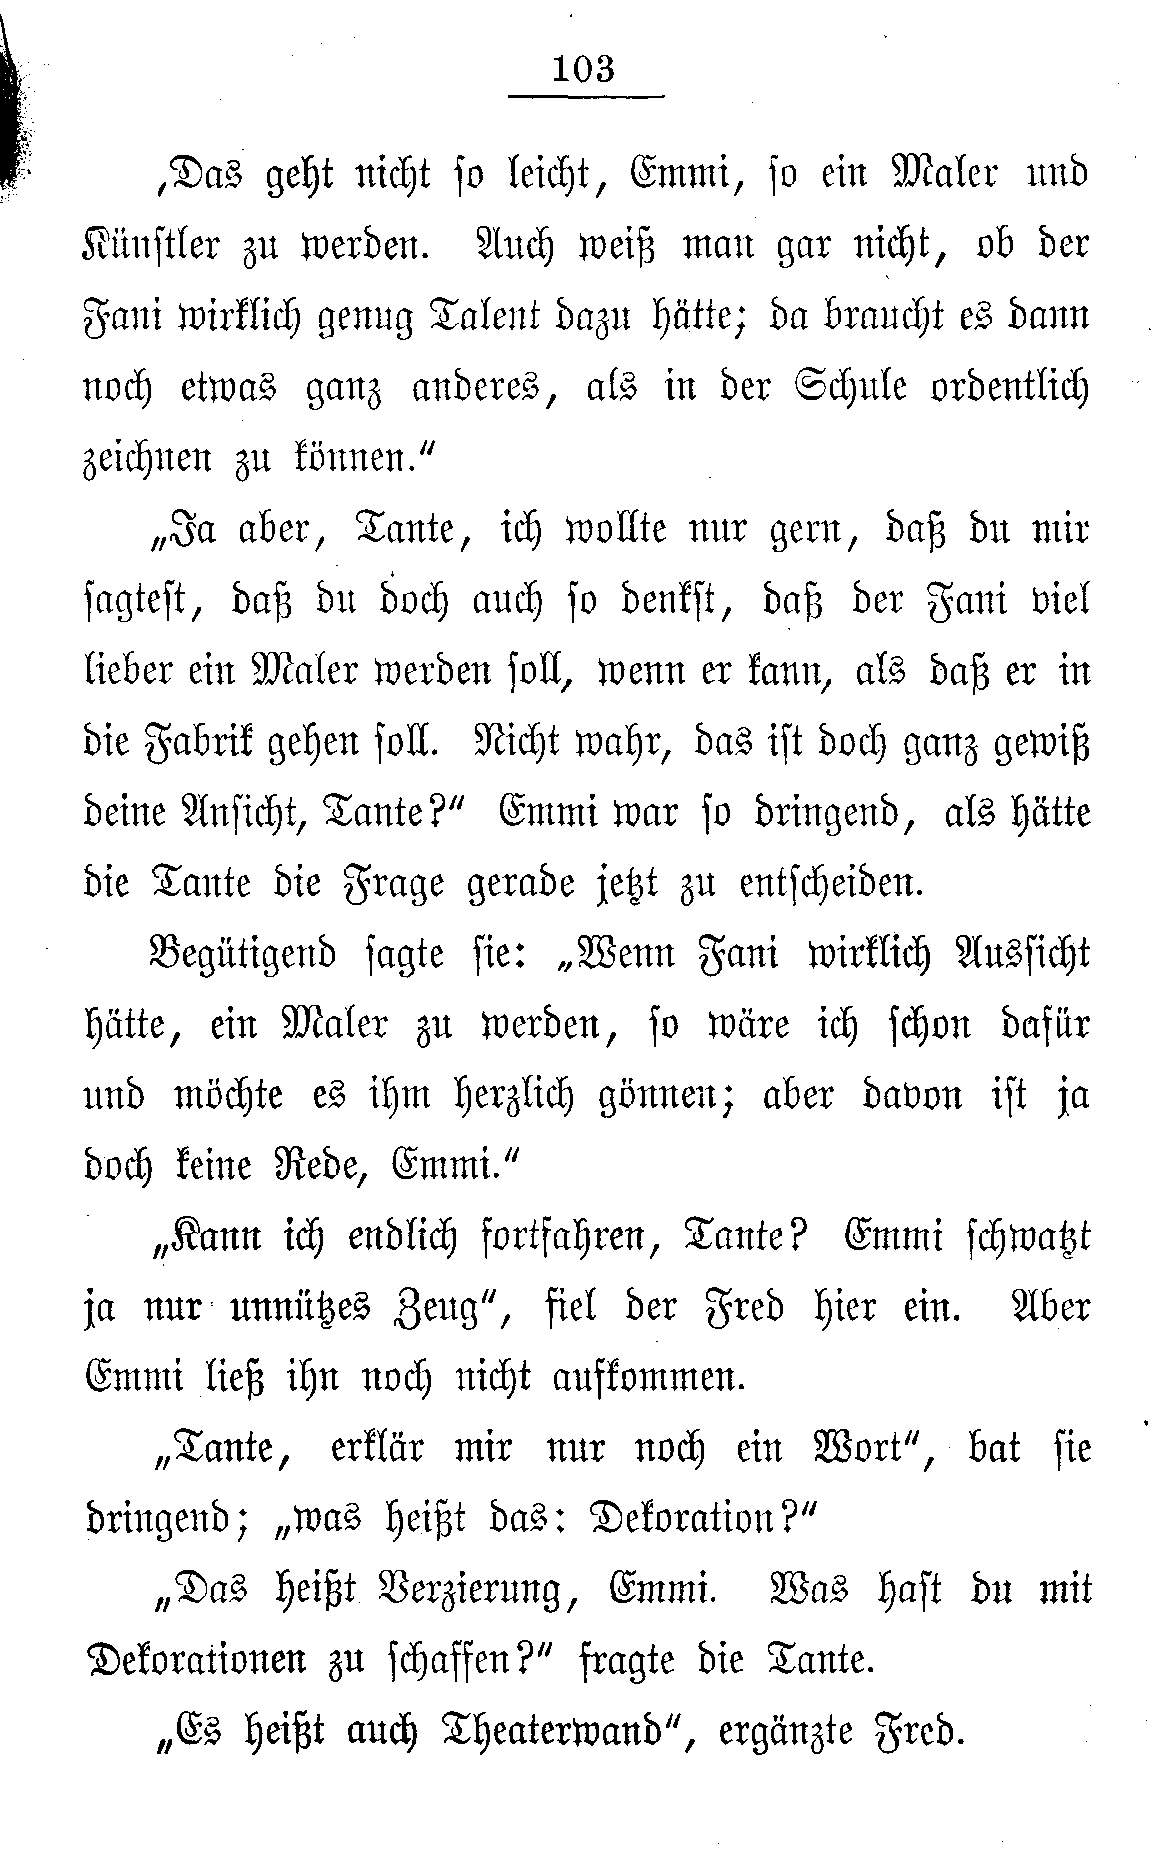 103
‚Das geht nicht so leicht, Emmi, so ein Maler und
Künstler zu werden. Auch weiß man gar nicht, ob der
Fani wirklich genug Talent dazu hätte; da braucht es dann
noch etwas ganz anderes, als in der Schule ordentlich
zeichnen zu können.“
„Ja aber, Tante, ich wollte nur gern, daß du mir
sagtest, daß du doch auch so denkst, daß der Fani viel
lieber ein Maler werden soll, wenn er kann, als daß er in
die Fabrik gehen soll. Nicht wahr, das ist doch ganz gewiß
deine Ansicht, Tante?“ Emmi war so dringend, als hätte
die Tante die Frage gerade jetzt zu entscheiden.
Begütigend sagte sie: „Wenn Fani wirklich Aussicht
hätte, ein Maler zu werden, so wäre ich schon dafür
und möchte es ihm herzlich gönnen; aber davon ist ja
doch keine Rede, Emmi.“
„Kann ich endlich fortfahren, Tante? Emmi schwatzt
ja nur unnützes Zeug“, fiel der Fred hier ein. Aber
Emmi ließ ihn noch nicht aufkommen.
„Tante, erklär mir nur noch ein Wort“, bat sie
dringend; „was heißt das: Dekoration?“
„Das heißt Verzierung, Emmi. Was hast du mit
Dekorationen zu schaffen?“ fragte die Tante.
„Es heißt auch Theaterwand“, ergänzte Fred.